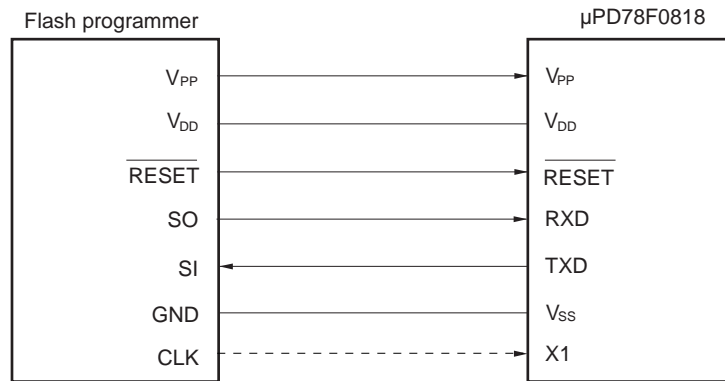 Flash programmer
µPD78F0818
VPP
VPP
VDD
VDD
RESET
RESET
SO
RXD
SI
TXD
GND
VSS
CLK
X1